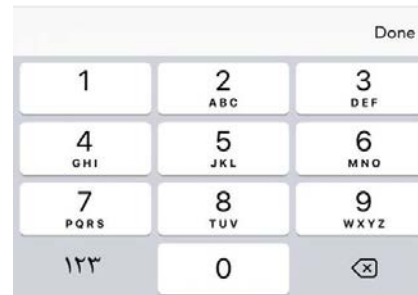 Done
1 2 3
ABC DEF
4 5 6
GHI JKL MNO
7 8 9
PQRS TUV WXYZ
١٢٣ 0